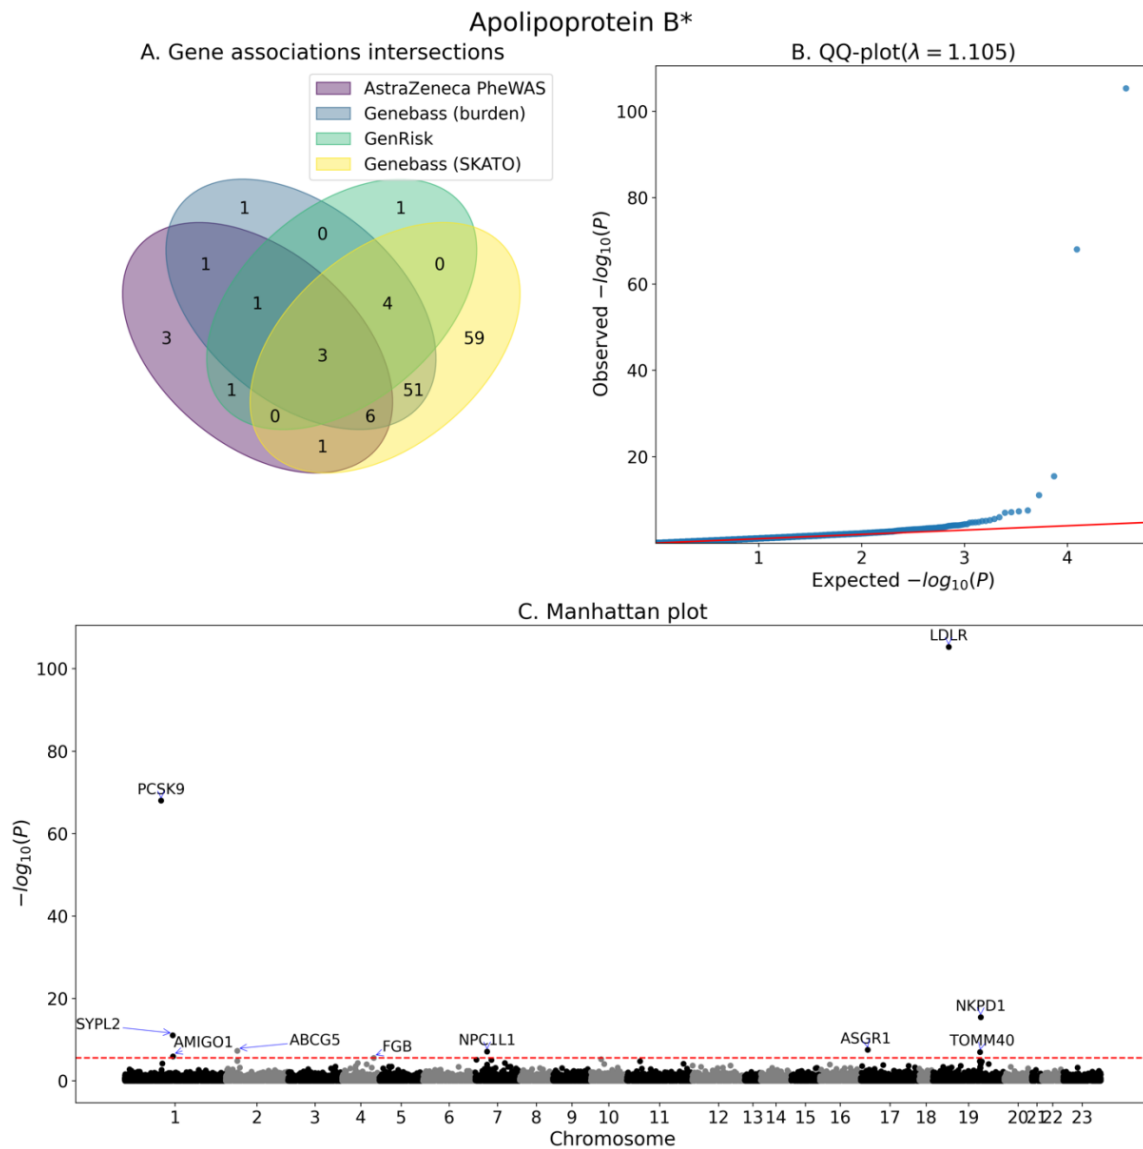 Apolipoprotein B*
A. Gene associations intersections
AstraZeneca PheWAS
Genebass (burden)
GenRisk
Genebass (SKATO)
1
1
0
1
0
1
4
3
59
3
1
51
0
6
1
B. QQ-plot(λ = 1.105)
Observed −log₁₀(P)
100
80
60
40
20
1
2
3
4
Expected −log₁₀(P)
C. Manhattan plot
−log₁₀(P)
100
80
60
40
20
0
LDLR
PCSK9
NKPD1
SYPL2
AMIGO1
ABCG5
FGB
NPC1L1
ASGR1
TOMM40
1 2 3 4 5 6 7 8 9 10 11 12 13 14 15 16 17 18 19 20 21 22 23
Chromosome